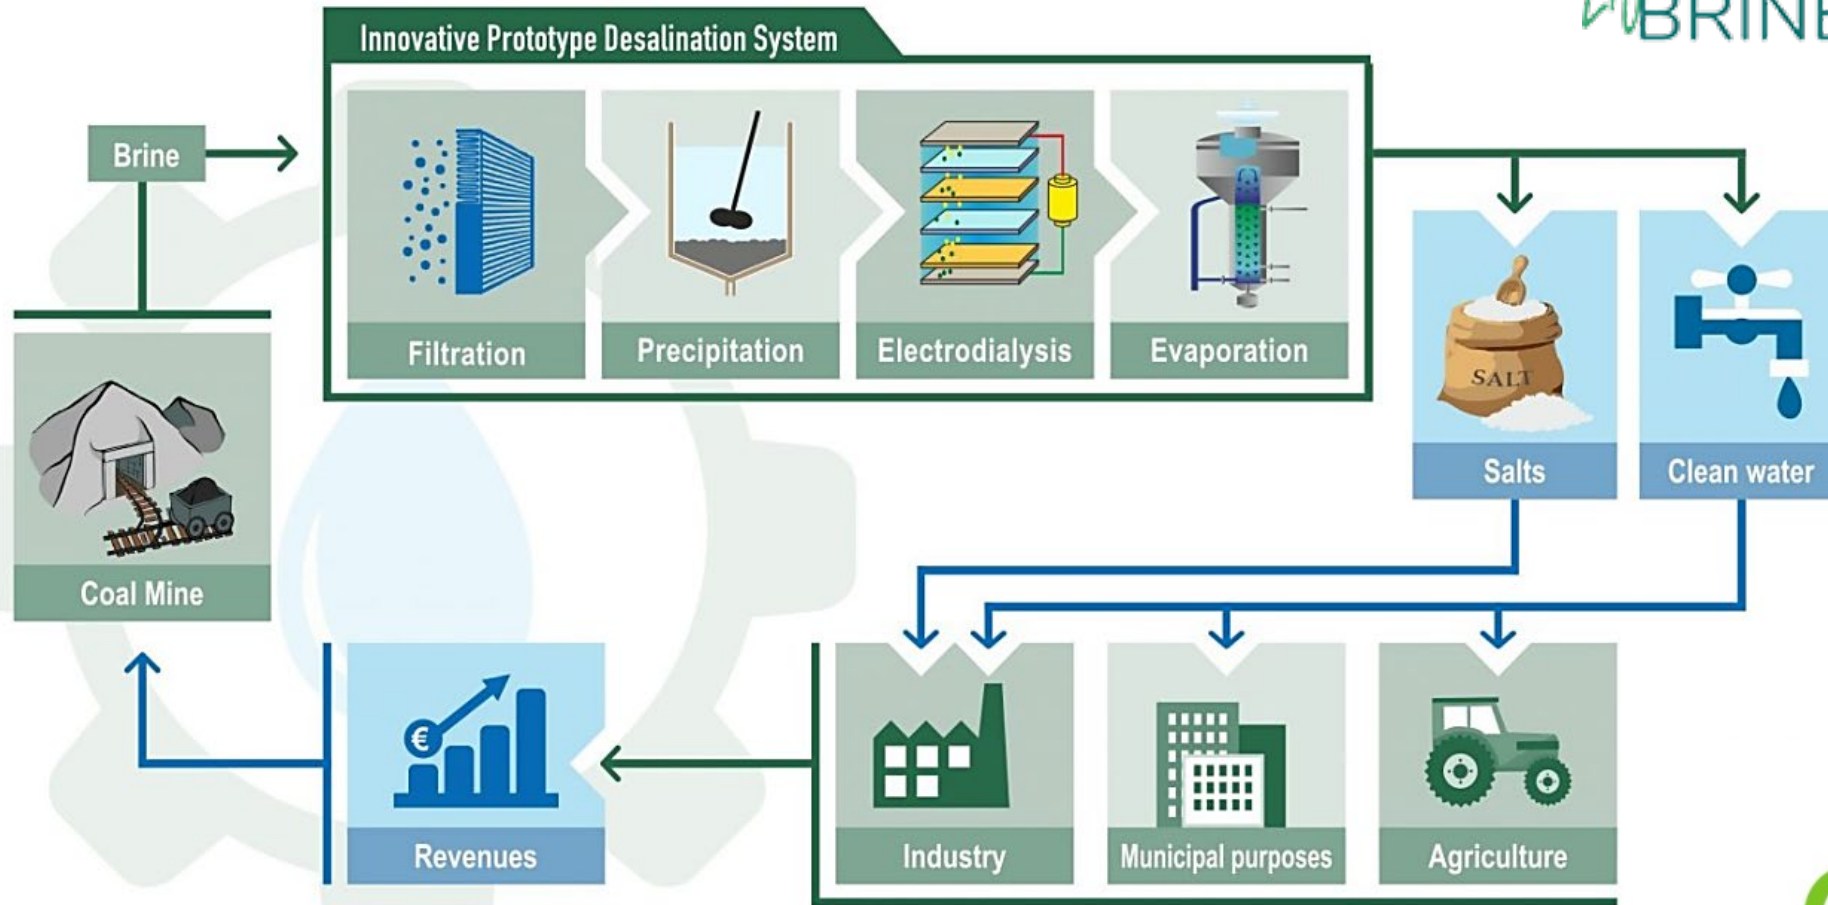 BRINE
Innovative Prototype Desalination System
Brine
Filtration
Precipitation
Electrodialysis
Evaporation
SALT
Coal Mine
Salts
Clean water
€
Revenues
Industry
Municipal purposes
Agriculture